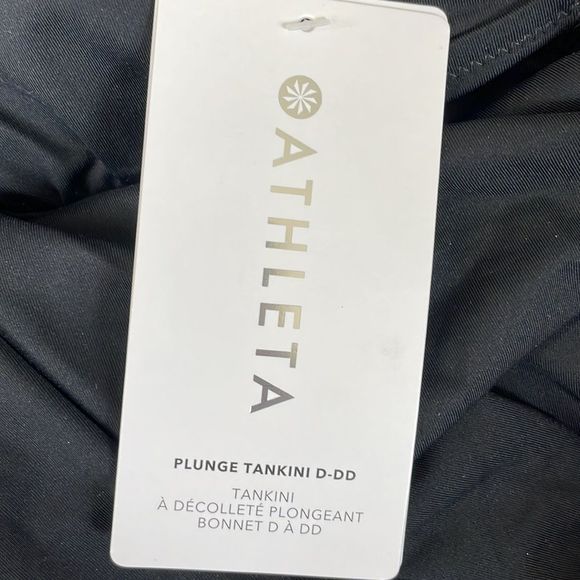 ATHLETA
PLUNGE TANKINI D-DD
TANKINI
À DÉCOLLETÉ PLONGEANT
BONNET D À DD